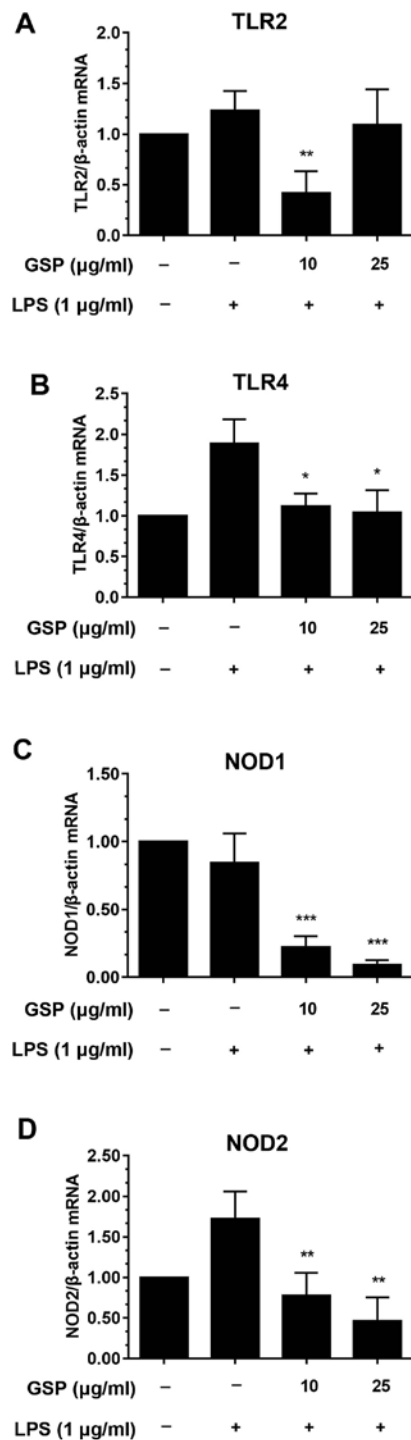 A
TLR2
TLR2/β-actin mRNA
2.0
1.5
1.0
0.5
0.0
**
GSP (µg/ml) – – 10 25
LPS (1 µg/ml) – + + +
B
TLR4
TLR4/β-actin mRNA
2.5
2.0
1.5
1.0
0.5
0.0
* *
GSP (µg/ml) – – 10 25
LPS (1 µg/ml) – + + +
C
NOD1
NOD1/β-actin mRNA
1.50
1.00
0.50
0.00
*** ***
GSP (µg/ml) – – 10 25
LPS (1 µg/ml) – + + +
D
NOD2
NOD2/β-actin mRNA
2.50
2.00
1.50
1.00
0.50
0.00
** **
GSP (µg/ml) – – 10 25
LPS (1 µg/ml) – + + +